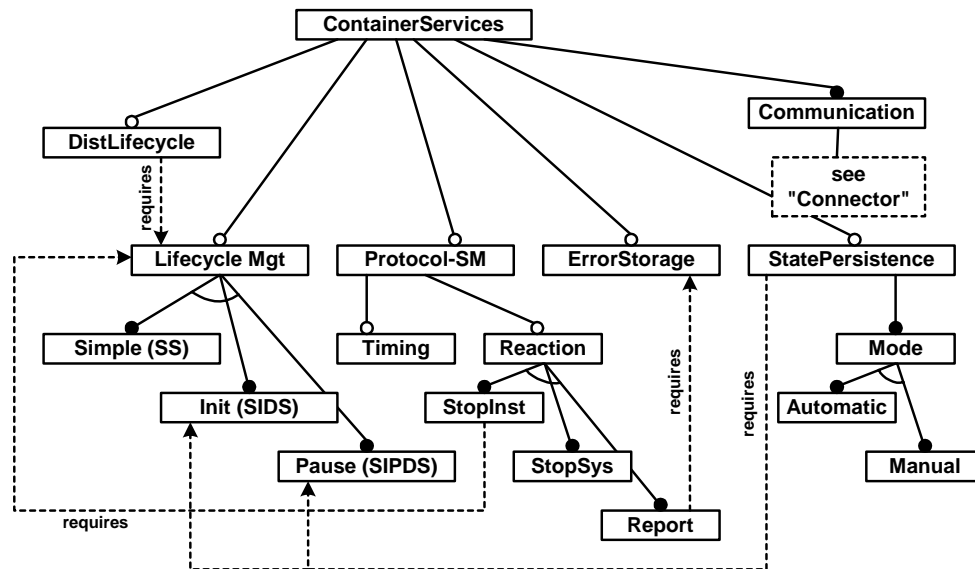 ContainerServices
Communication
DistLifecycle
requires
see
"Connector"
Lifecycle Mgt
Protocol-SM
ErrorStorage
StatePersistence
Simple (SS)
Timing
Reaction
requires
requires
Mode
Init (SIDS)
StopInst
Automatic
Pause (SIPDS)
StopSys
Manual
requires
Report